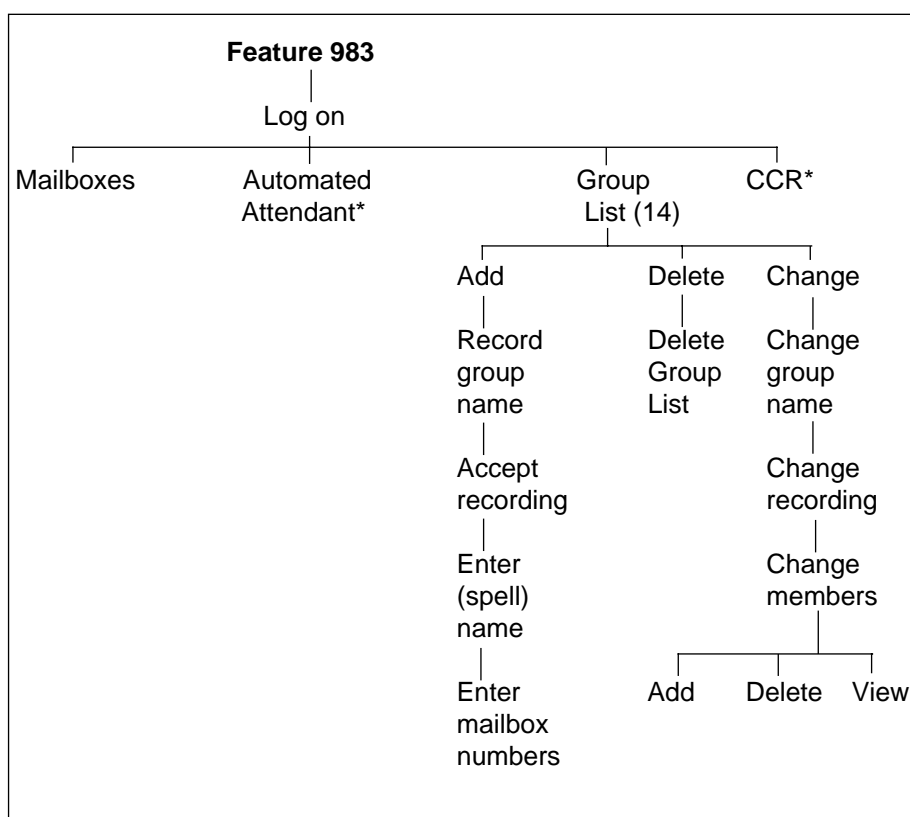 Feature 983
Log on
Mailboxes
Automated
Attendant*
Group
List (14)
CCR*
Add
Record
group
name
Accept
recording
Enter
(spell)
name
Enter
mailbox
numbers
Delete
Delete
Group
List
Change
Change
group
name
Change
recording
Change
members
Add
Delete
View